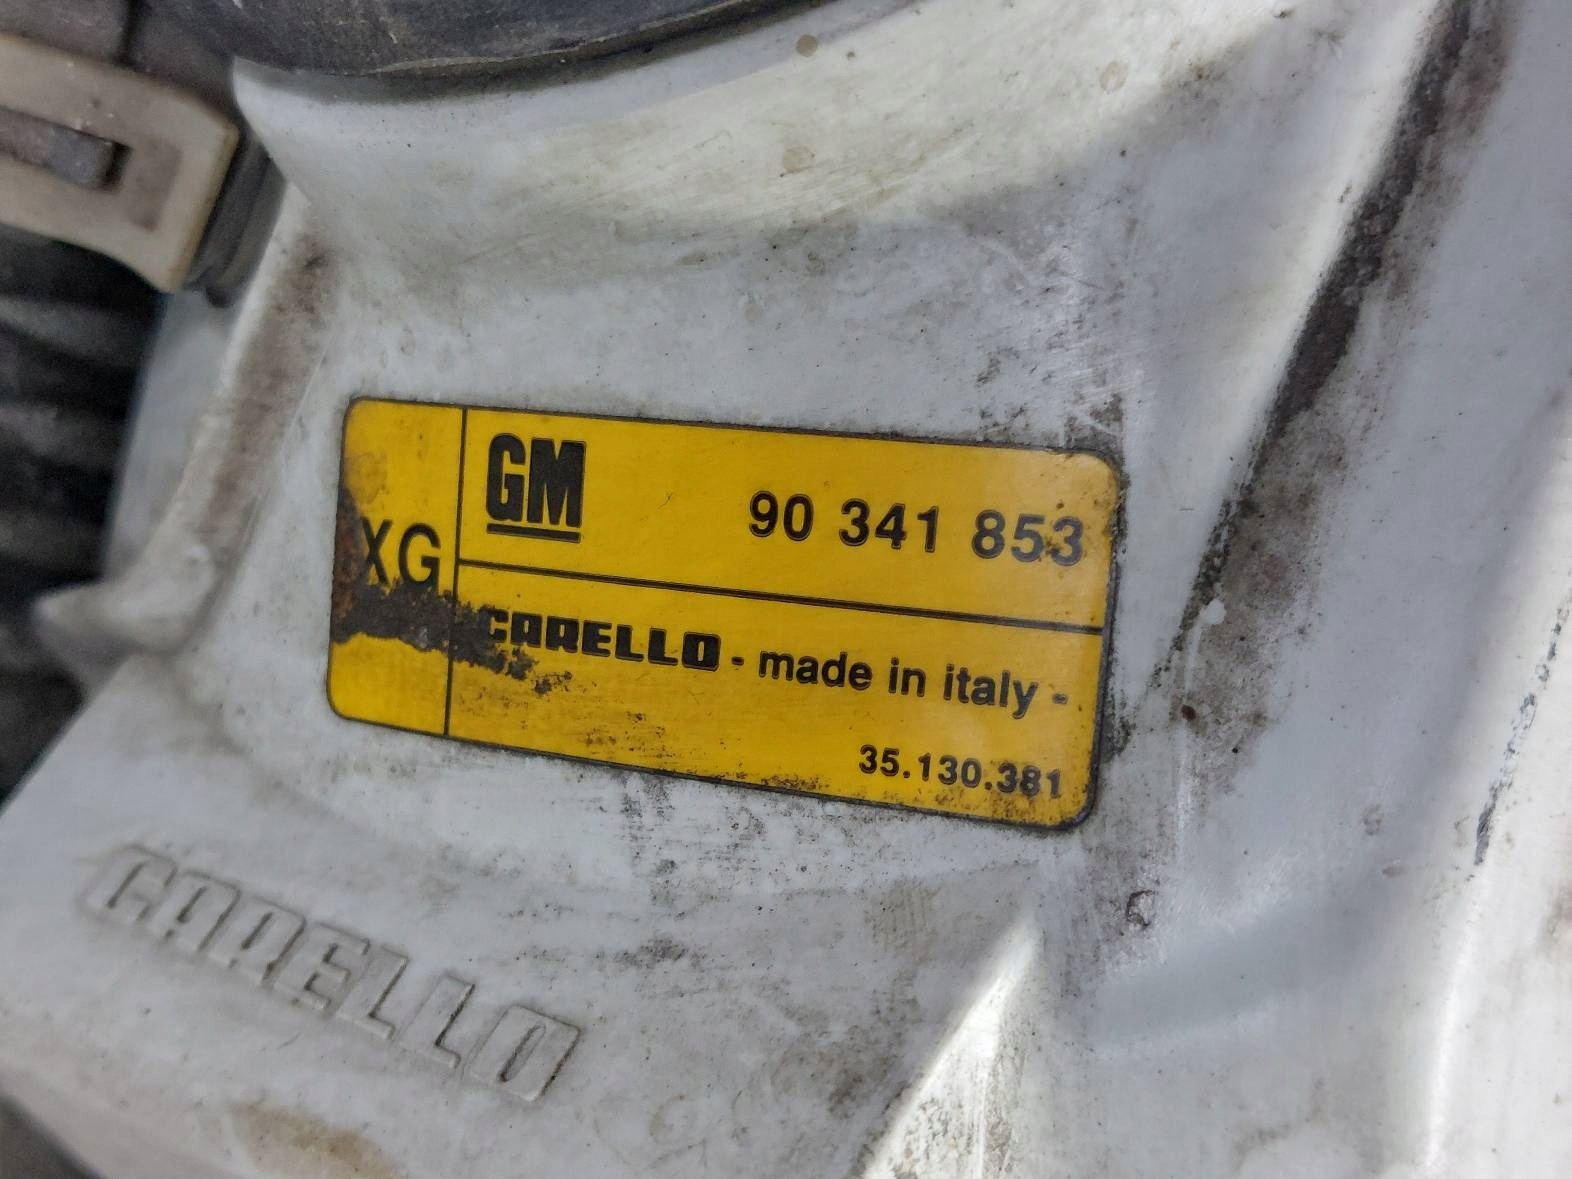 GM 90 341 853
XG
CARELLO - made in italy -
35.130.381
CARELLO